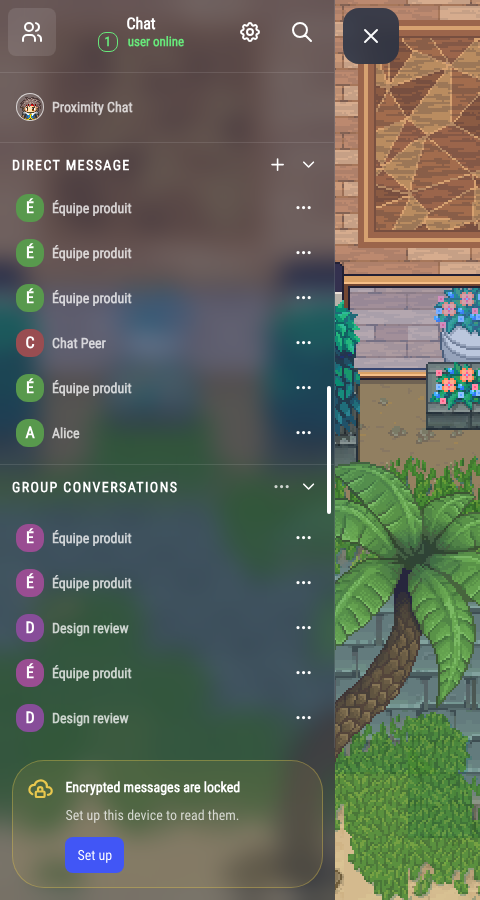 Chat
1 user online
Proximity Chat
DIRECT MESSAGE
É Équipe produit
É Équipe produit
É Équipe produit
C Chat Peer
É Équipe produit
A Alice
GROUP CONVERSATIONS
É Équipe produit
É Équipe produit
D Design review
É Équipe produit
D Design review
Encrypted messages are locked
Set up this device to read them.
Set up